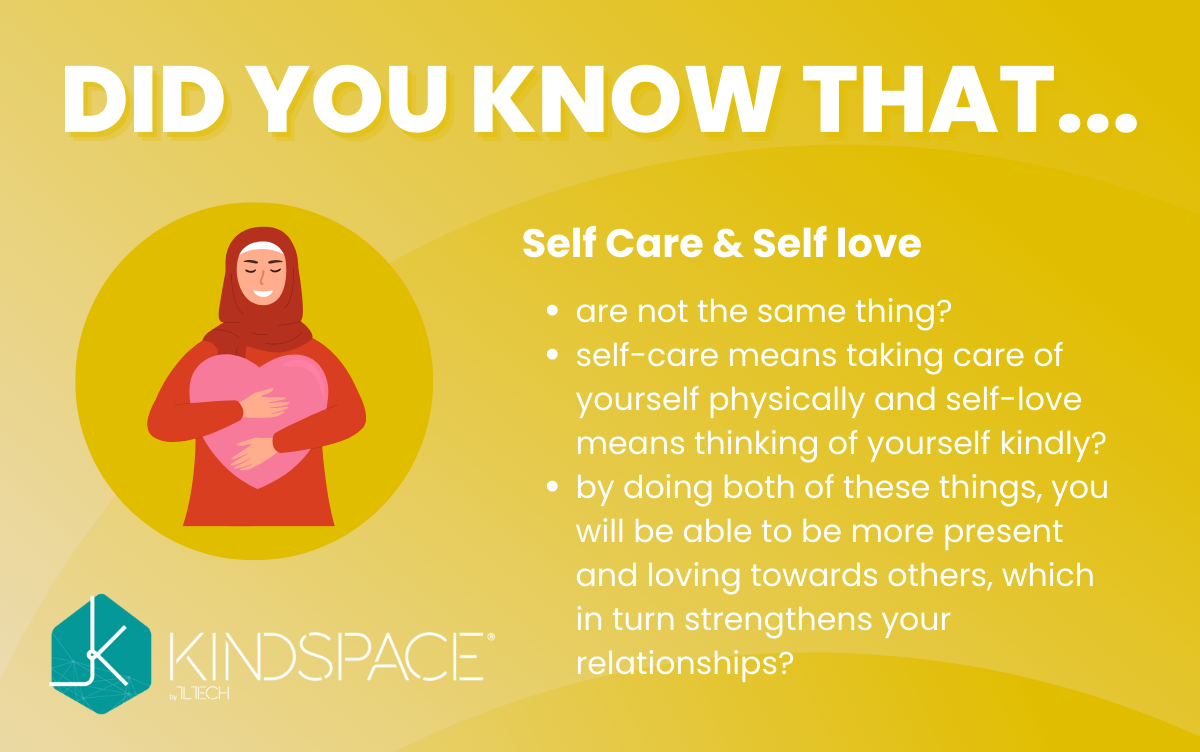 DID YOU KNOW THAT...
Self Care & Self love
• are not the same thing?
• self-care means taking care of
yourself physically and self-love
means thinking of yourself kindly?
• by doing both of these things, you
will be able to be more present
and loving towards others, which
in turn strengthens your
relationships?
KINDSPACE®